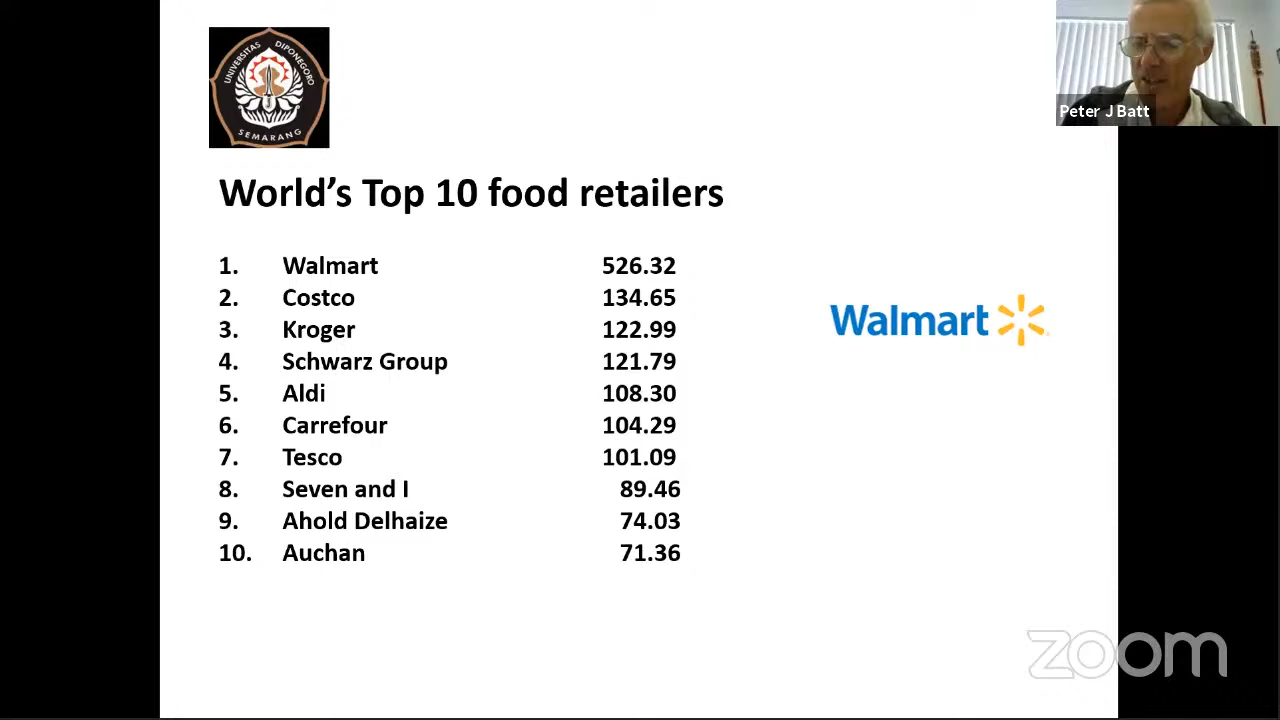 UNIVERSITAS DIPONEGORO
SEMARANG
Peter J Batt
World’s Top 10 food retailers
1. Walmart 526.32
2. Costco 134.65
3. Kroger 122.99
4. Schwarz Group 121.79
5. Aldi 108.30
6. Carrefour 104.29
7. Tesco 101.09
8. Seven and I 89.46
9. Ahold Delhaize 74.03
10. Auchan 71.36
Walmart
zoom